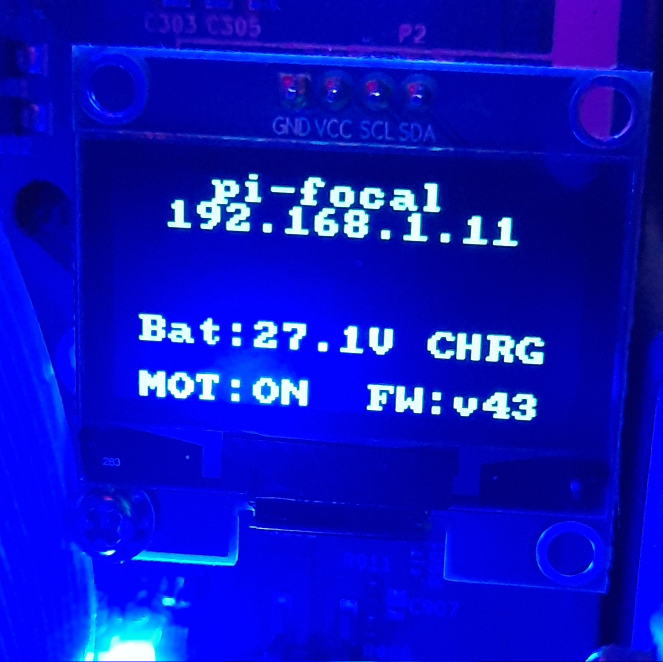 C303 C305
P2
GND VCC SCL SDA
pi-focal
192.168.1.11
Bat:27.1V CHRG
MOT:ON FW:v43
283